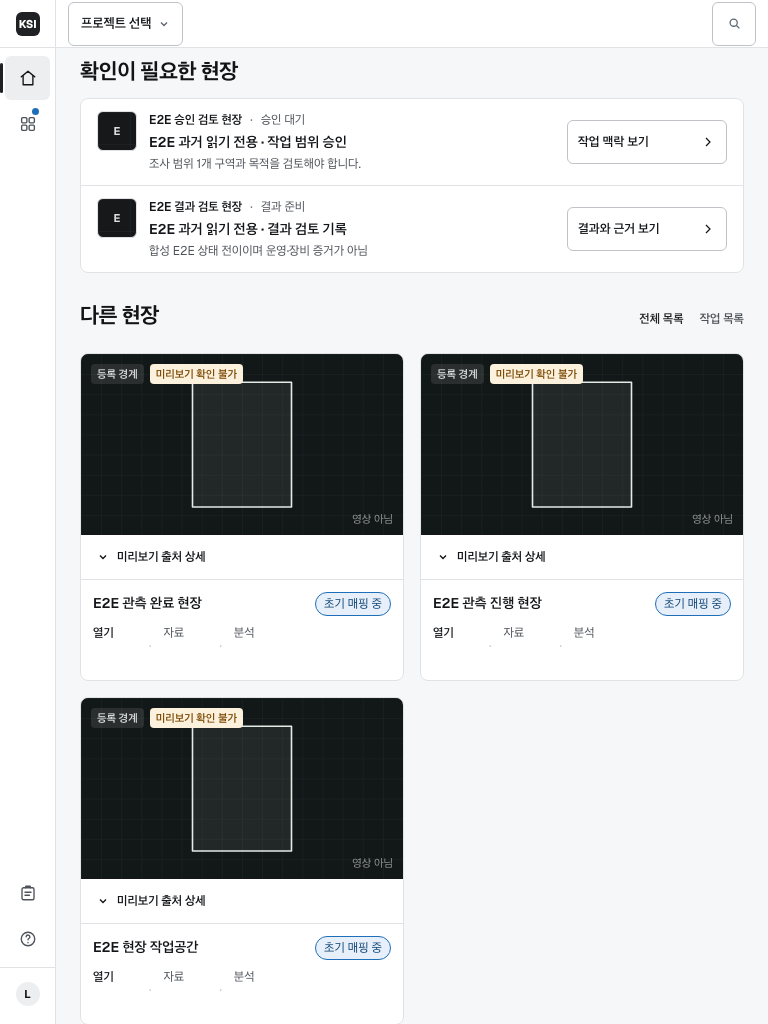 KSI
프로젝트 선택
확인이 필요한 현장
E
E2E 승인 검토 현장 · 승인 대기
E2E 과거 읽기 전용 · 작업 범위 승인
조사 범위 1개 구역과 목적을 검토해야 합니다.
작업 맥락 보기
E
E2E 결과 검토 현장 · 결과 준비
E2E 과거 읽기 전용 · 결과 검토 기록
합성 E2E 상태 전이이며 운영·장비 증거가 아님
결과와 근거 보기
다른 현장
전체 목록 작업 목록
등록 경계 미리보기 확인 불가
영상 아님
미리보기 출처 상세
E2E 관측 완료 현장
초기 매핑 중
열기 · 자료 · 분석
등록 경계 미리보기 확인 불가
영상 아님
미리보기 출처 상세
E2E 관측 진행 현장
초기 매핑 중
열기 · 자료 · 분석
등록 경계 미리보기 확인 불가
영상 아님
미리보기 출처 상세
E2E 현장 작업공간
초기 매핑 중
열기 · 자료 · 분석
L